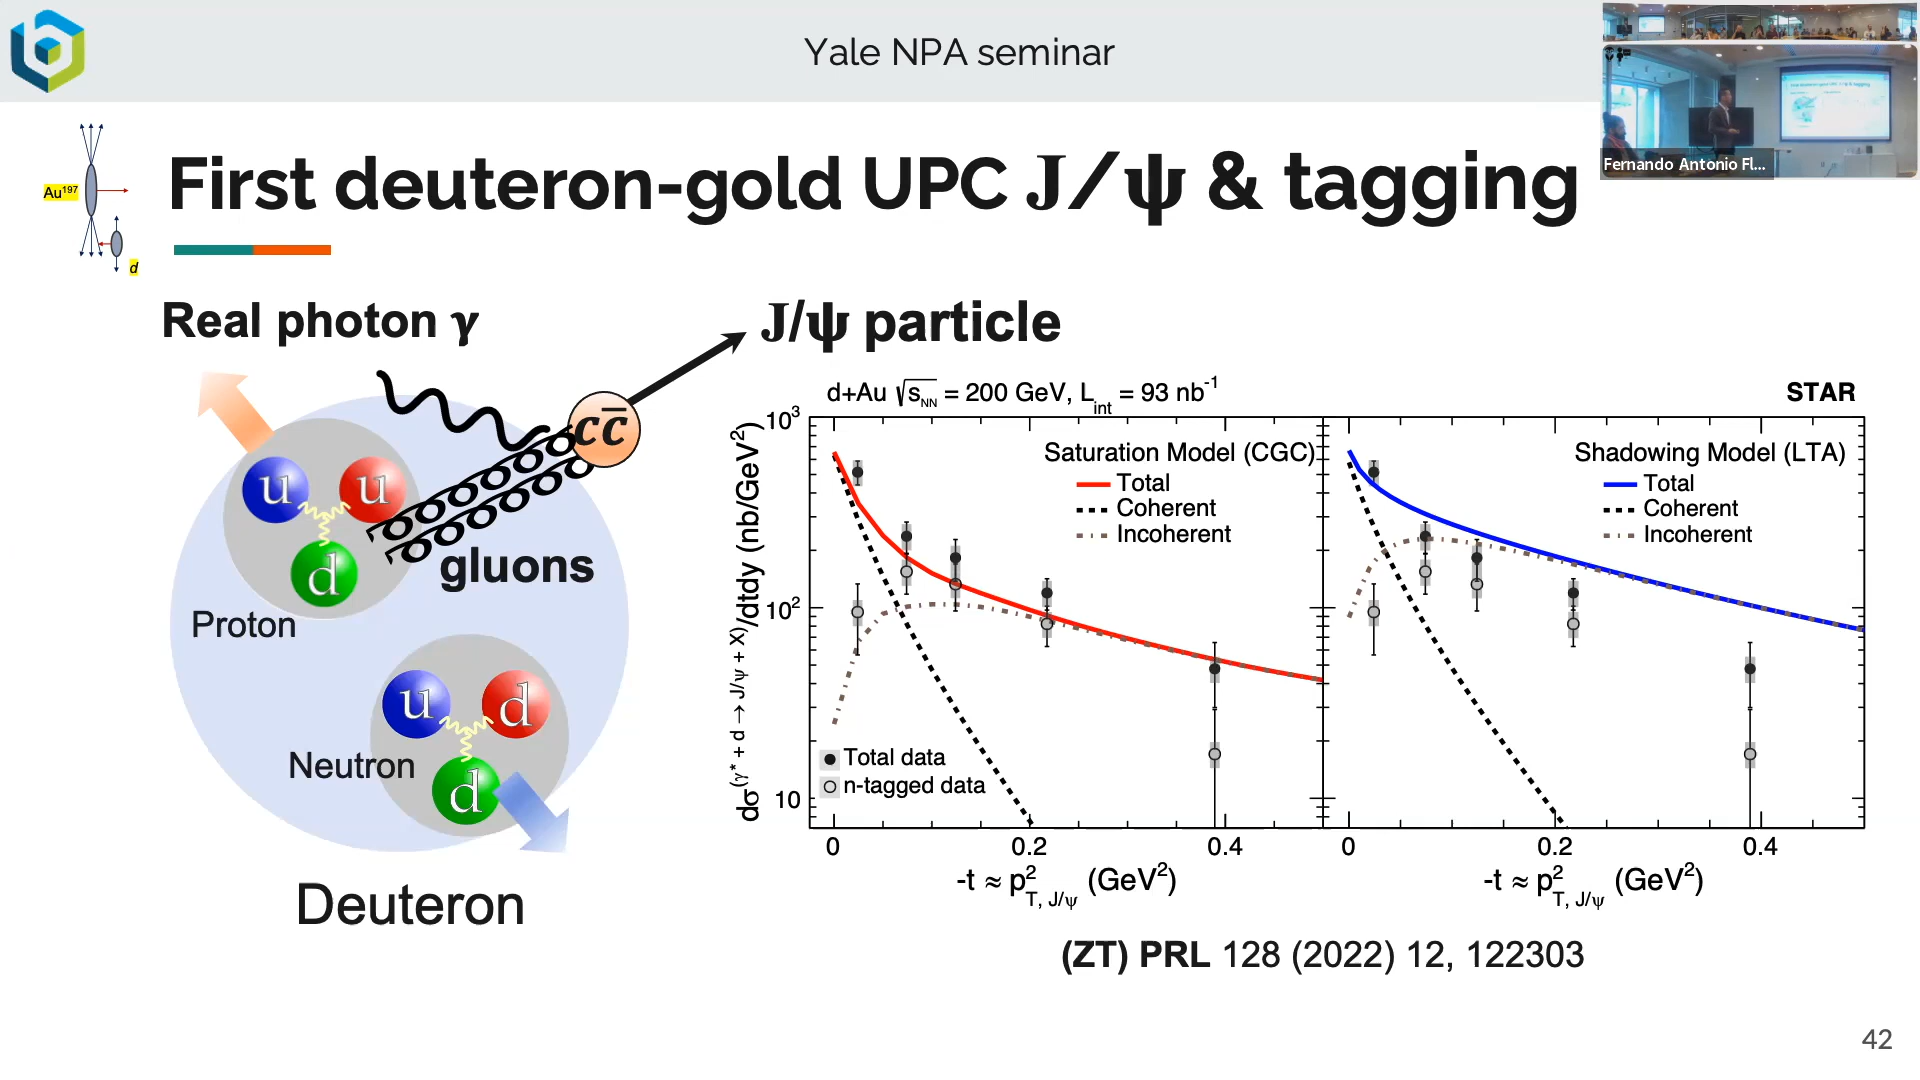 Yale NPA seminar
Fernando Antonio Fl...
Au197
d
First deuteron-gold UPC J/ψ & tagging
Real photon γ
J/ψ particle
cc̅
u
u
d
gluons
Proton
u
d
d
Neutron
Deuteron
d+Au √sNN = 200 GeV, Lint = 93 nb-1
STAR
dσ(γ* + d → J/ψ + X)/dtdy (nb/GeV2)
103
102
10
Saturation Model (CGC)
Total
Coherent
Incoherent
Total data
n-tagged data
Shadowing Model (LTA)
Total
Coherent
Incoherent
0
0.2
0.4
0
0.2
0.4
-t ≈ p2T, J/ψ (GeV2)
-t ≈ p2T, J/ψ (GeV2)
(ZT) PRL 128 (2022) 12, 122303
42